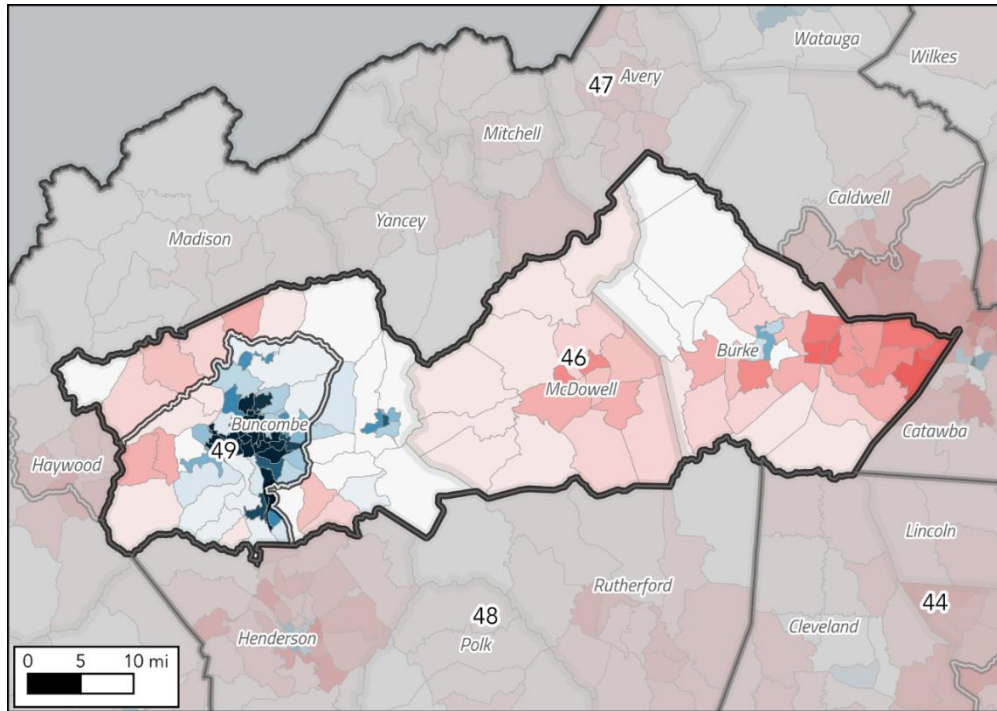 Watauga
Wilkes
47
Avery
Mitchell
Caldwell
Yancey
Madison
46
Burke
McDowell
Buncombe
49
Haywood
Catawba
Lincoln
Rutherford
44
48
Cleveland
Henderson
Polk
0 5 10 mi